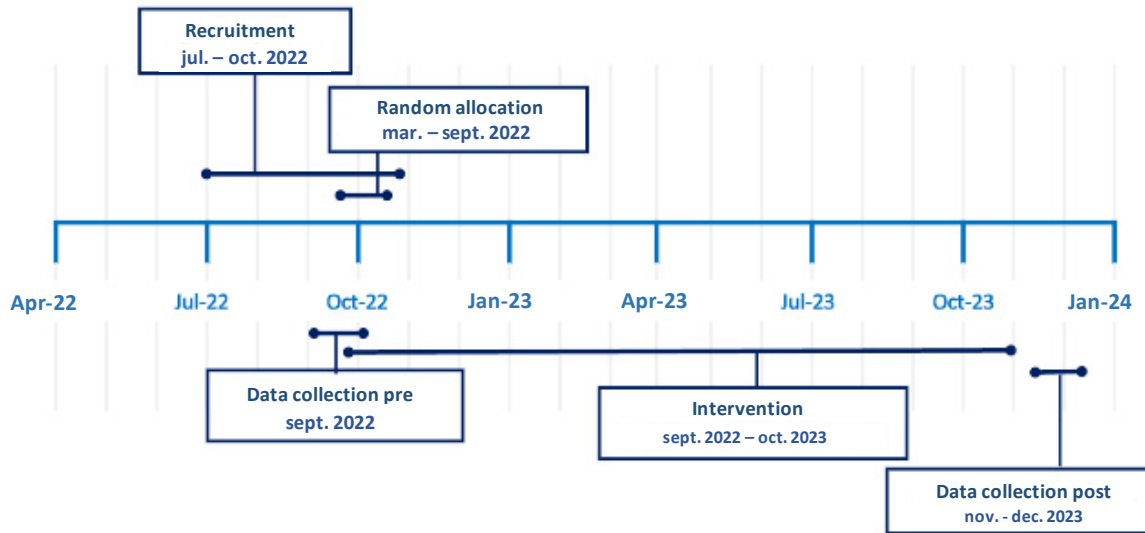 Recruitment
jul. – oct. 2022
Random allocation
mar. – sept. 2022
Apr-22
Jul-22
Oct-22
Jan-23
Apr-23
Jul-23
Oct-23
Jan-24
Data collection pre
sept. 2022
Intervention
sept. 2022 – oct. 2023
Data collection post
nov. - dec. 2023